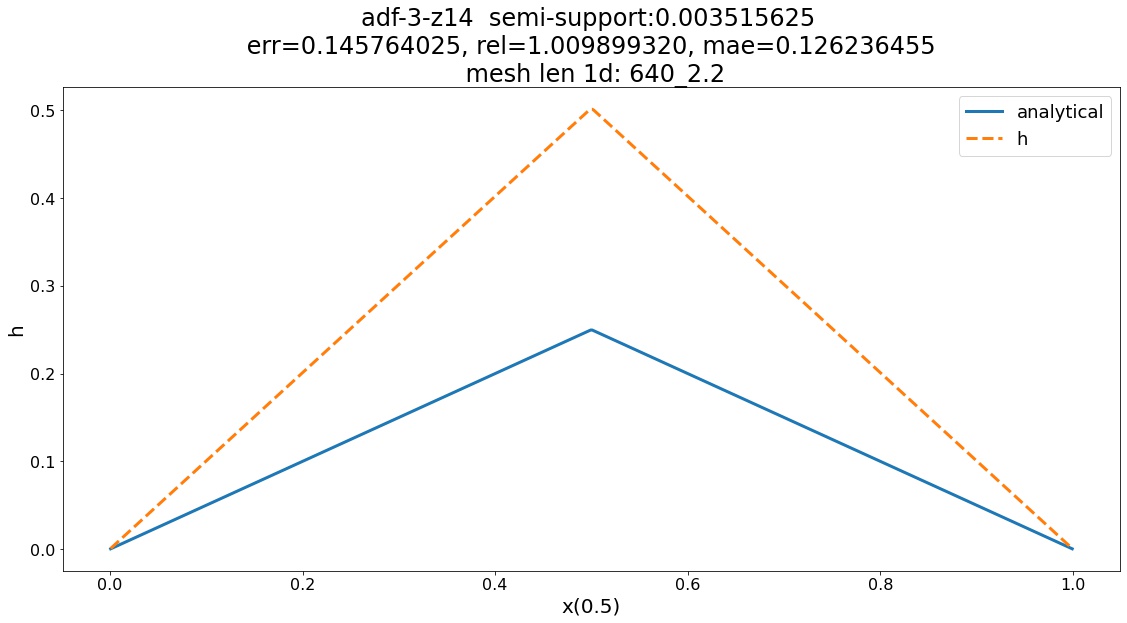 adf-3-z14  semi-support:0.003515625
err=0.145764025, rel=1.009899320, mae=0.126236455
mesh len 1d: 640_2.2
analytical
h
0.5
0.4
0.3
0.2
0.1
0.0
h
0.0 0.2 0.4 0.6 0.8 1.0
x(0.5)